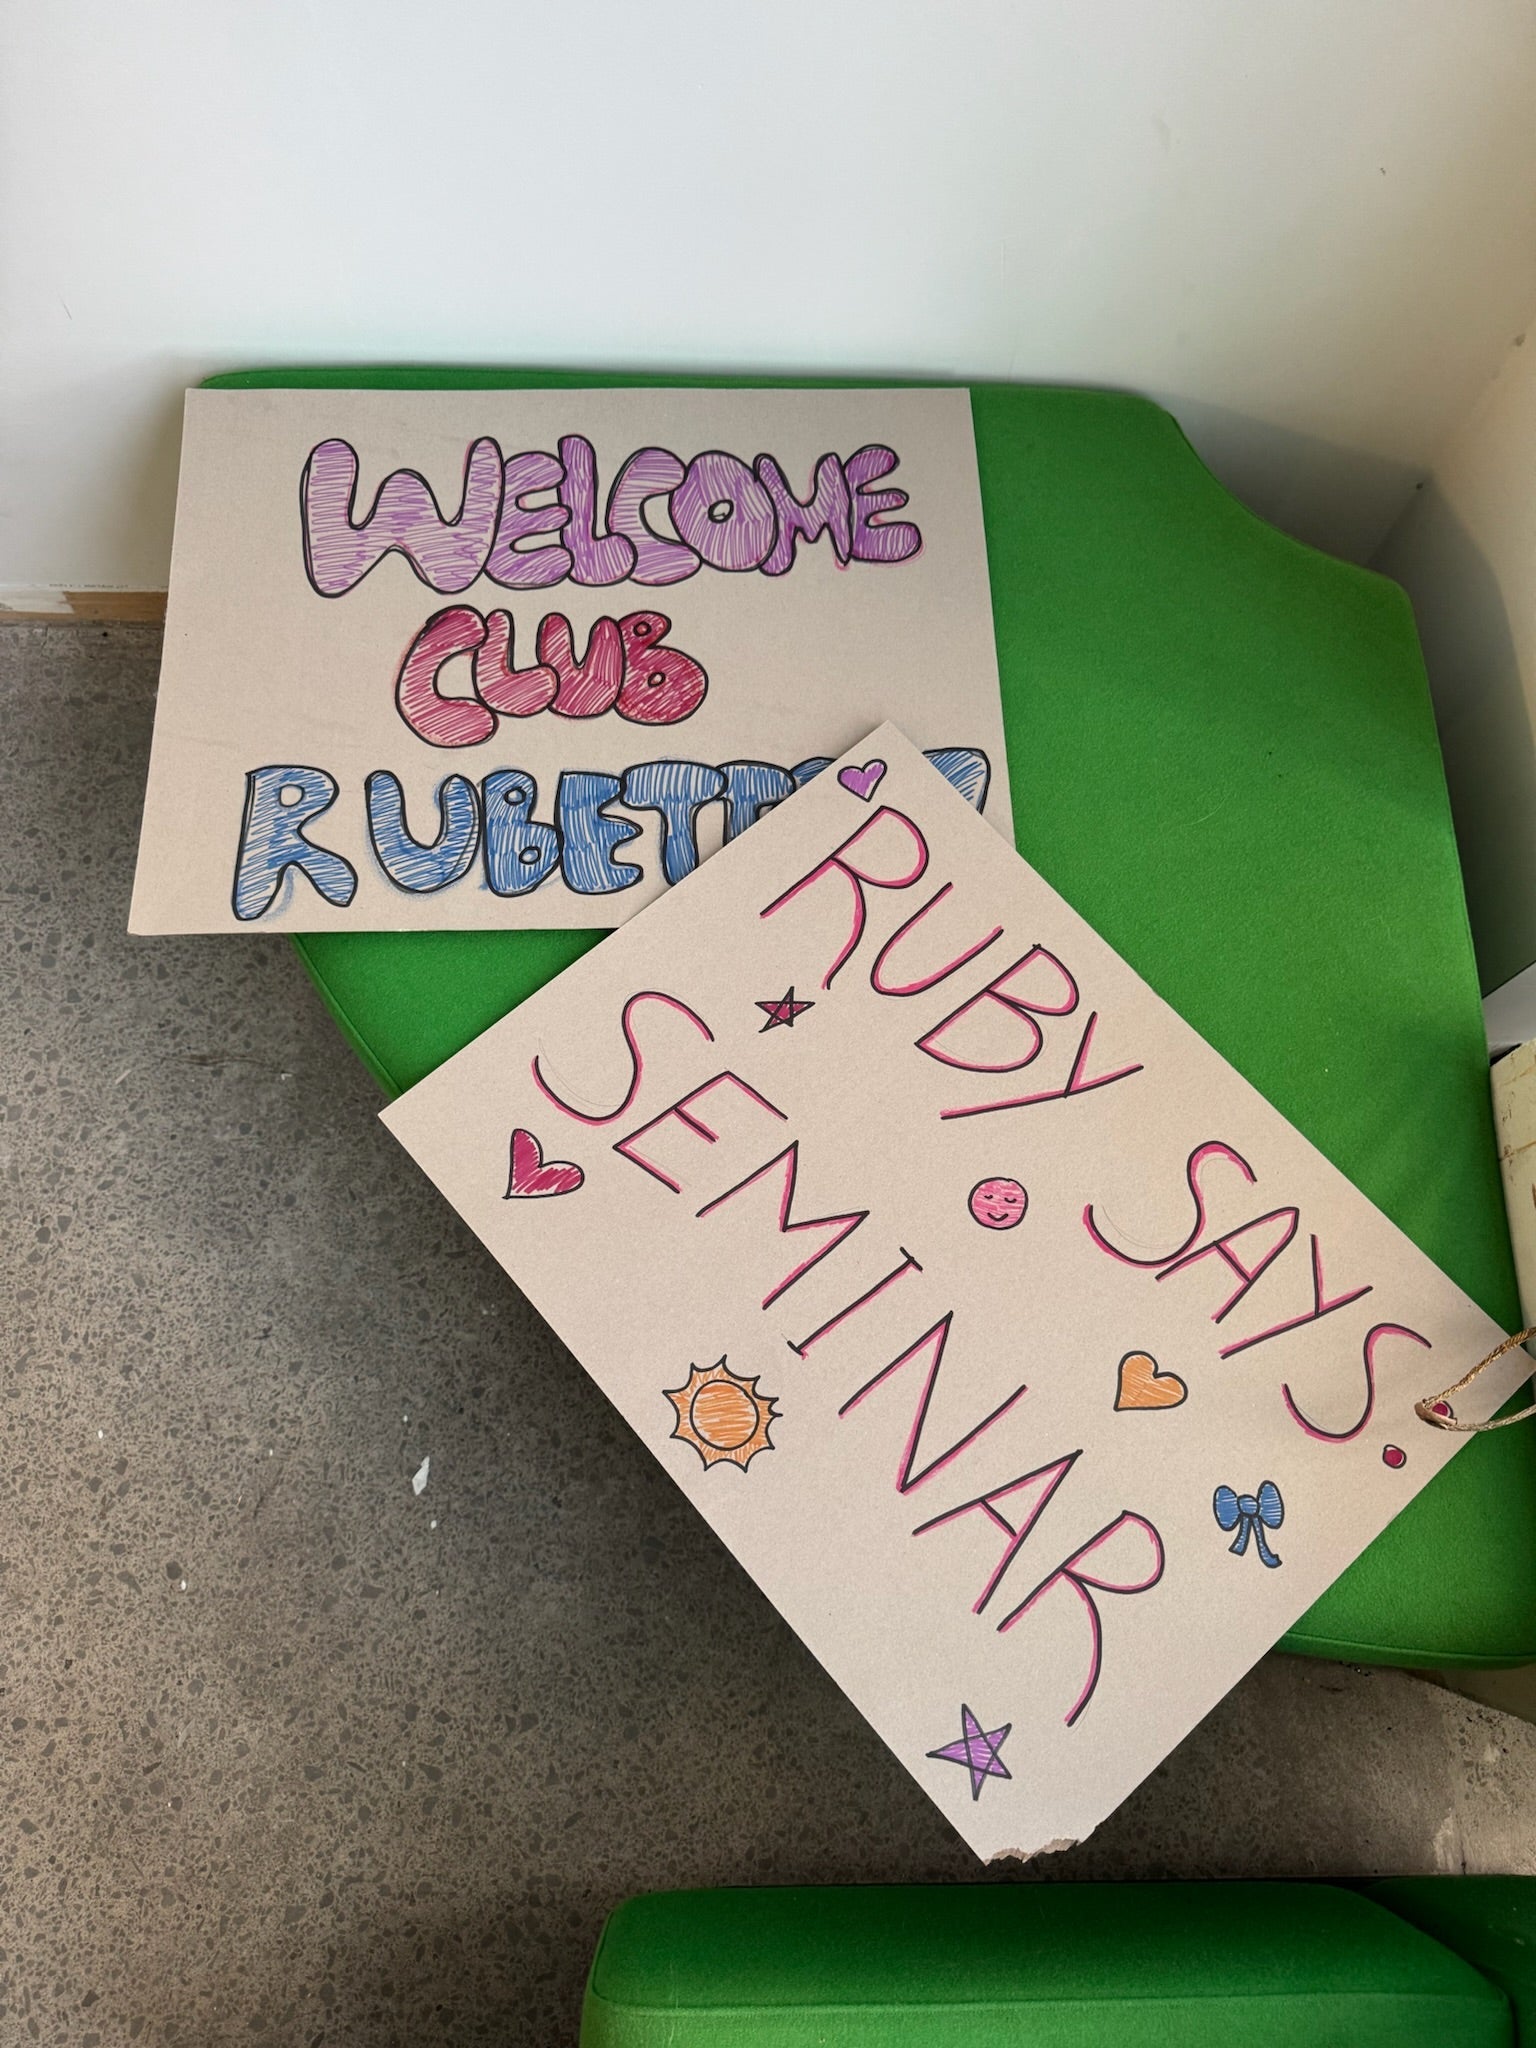 WELCOME
CLUB
RUBY SAYS.
SEMINAR